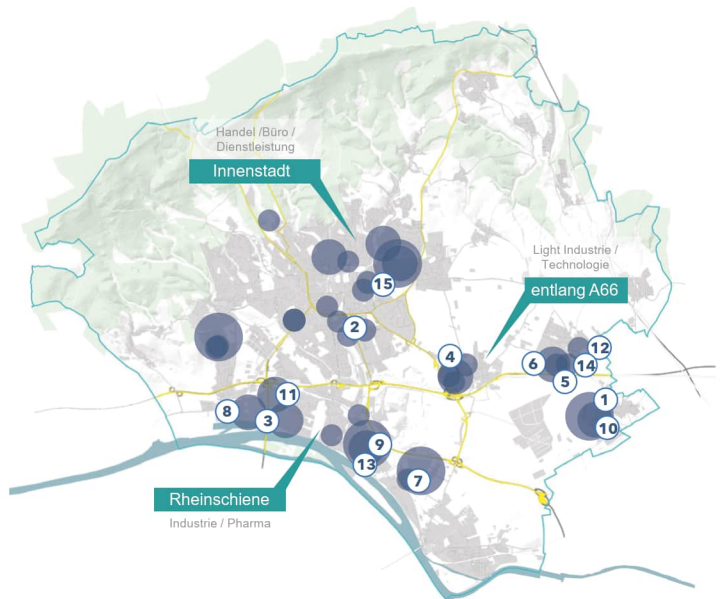 Handel /Büro /
Dienstleistung
Innenstadt
Light Industrie /
Technologie
entlang A66
15
2
4
12
6
14
5
1
11
8
3
10
9
13
7
Rheinschiene
Industrie / Pharma